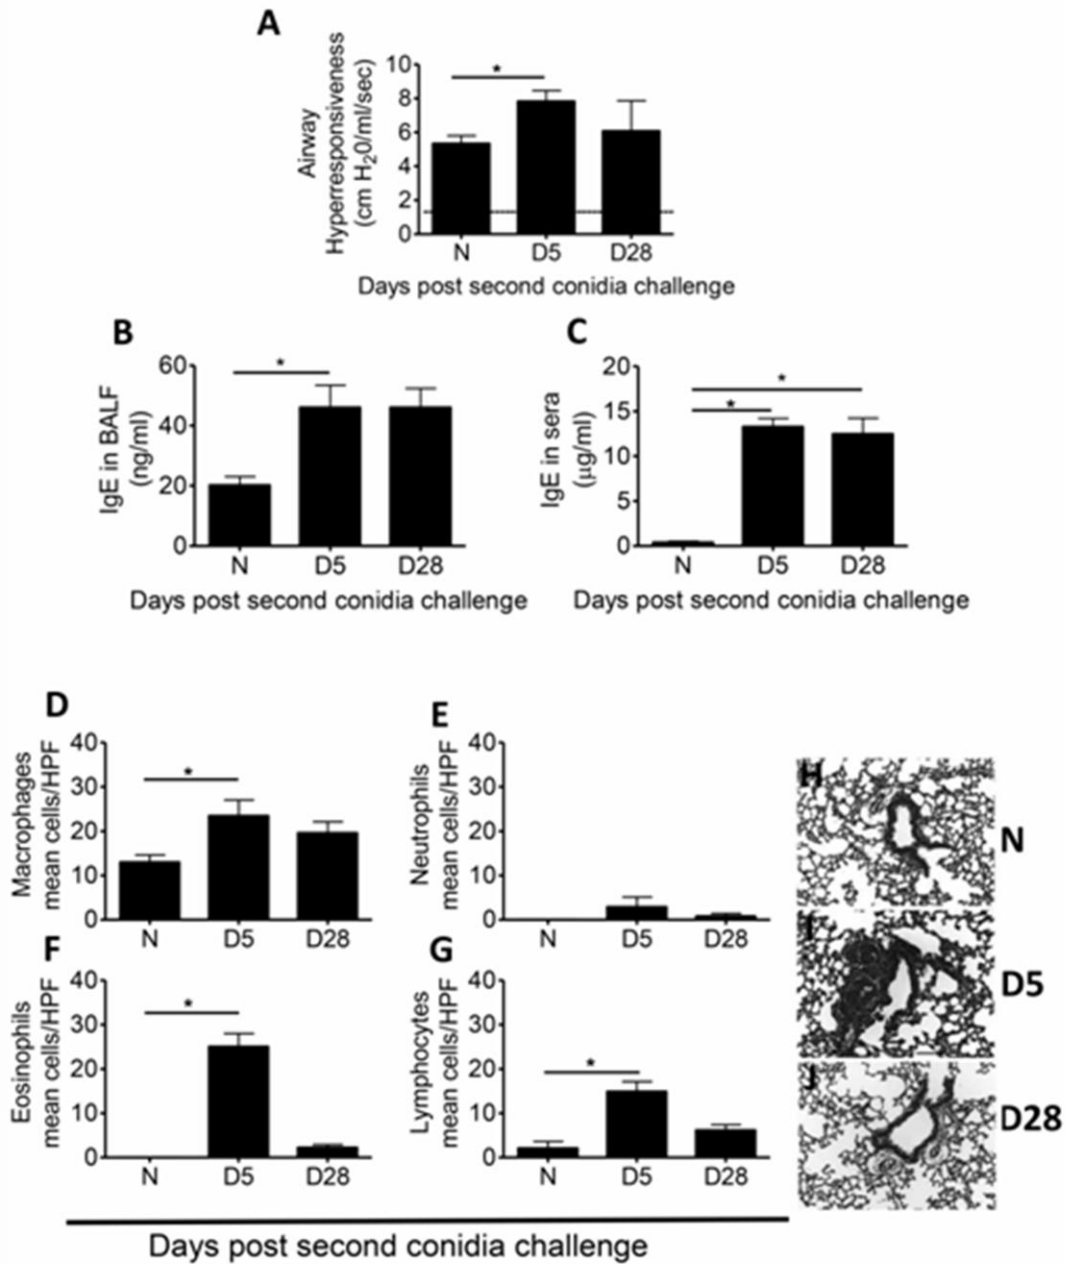 A
Airway
Hyperresponsiveness
(cm H20/ml/sec)
10
8
6
4
2
0
*
N D5 D28
Days post second conidia challenge
B
IgE in BALF
(ng/ml)
60
40
20
0
*
N D5 D28
Days post second conidia challenge
C
IgE in sera
(µg/ml)
20
15
10
5
0
*
*
N D5 D28
Days post second conidia challenge
D
Macrophages
mean cells/HPF
40
30
20
10
0
*
N D5 D28
E
Neutrophils
mean cells/HPF
40
30
20
10
0
N D5 D28
F
Eosinophils
mean cells/HPF
40
30
20
10
0
*
N D5 D28
G
Lymphocytes
mean cells/HPF
40
30
20
10
0
*
N D5 D28
Days post second conidia challenge
H
N
I
D5
J
D28